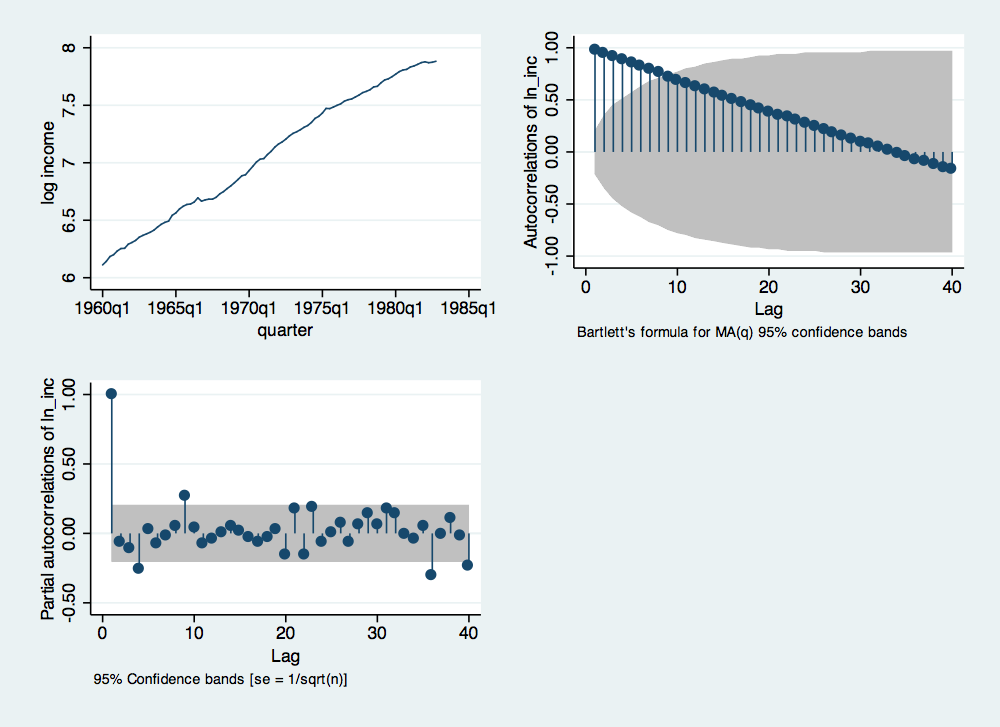 log income
8
7.5
7
6.5
6
1960q1 1965q1 1970q1 1975q1 1980q1 1985q1
quarter
Autocorrelations of ln_inc
1.00
0.50
0.00
-0.50
-1.00
0 10 20 30 40
Lag
Bartlett's formula for MA(q) 95% confidence bands
Partial autocorrelations of ln_inc
1.00
0.50
0.00
-0.50
0 10 20 30 40
Lag
95% Confidence bands [se = 1/sqrt(n)]